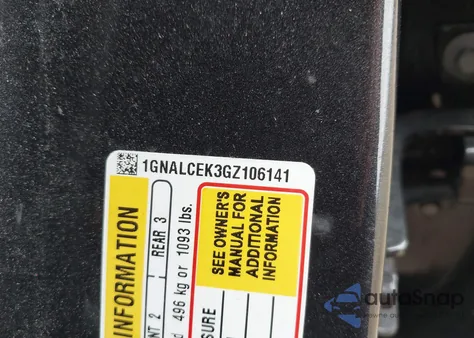 1GNALCEK3GZ106141
INFORMATION
REAR 3
NT 2
496 kg or 1093 lbs.
SEE OWNER'S
MANUAL FOR
ADDITIONAL
INFORMATION
SURE
autoSnap